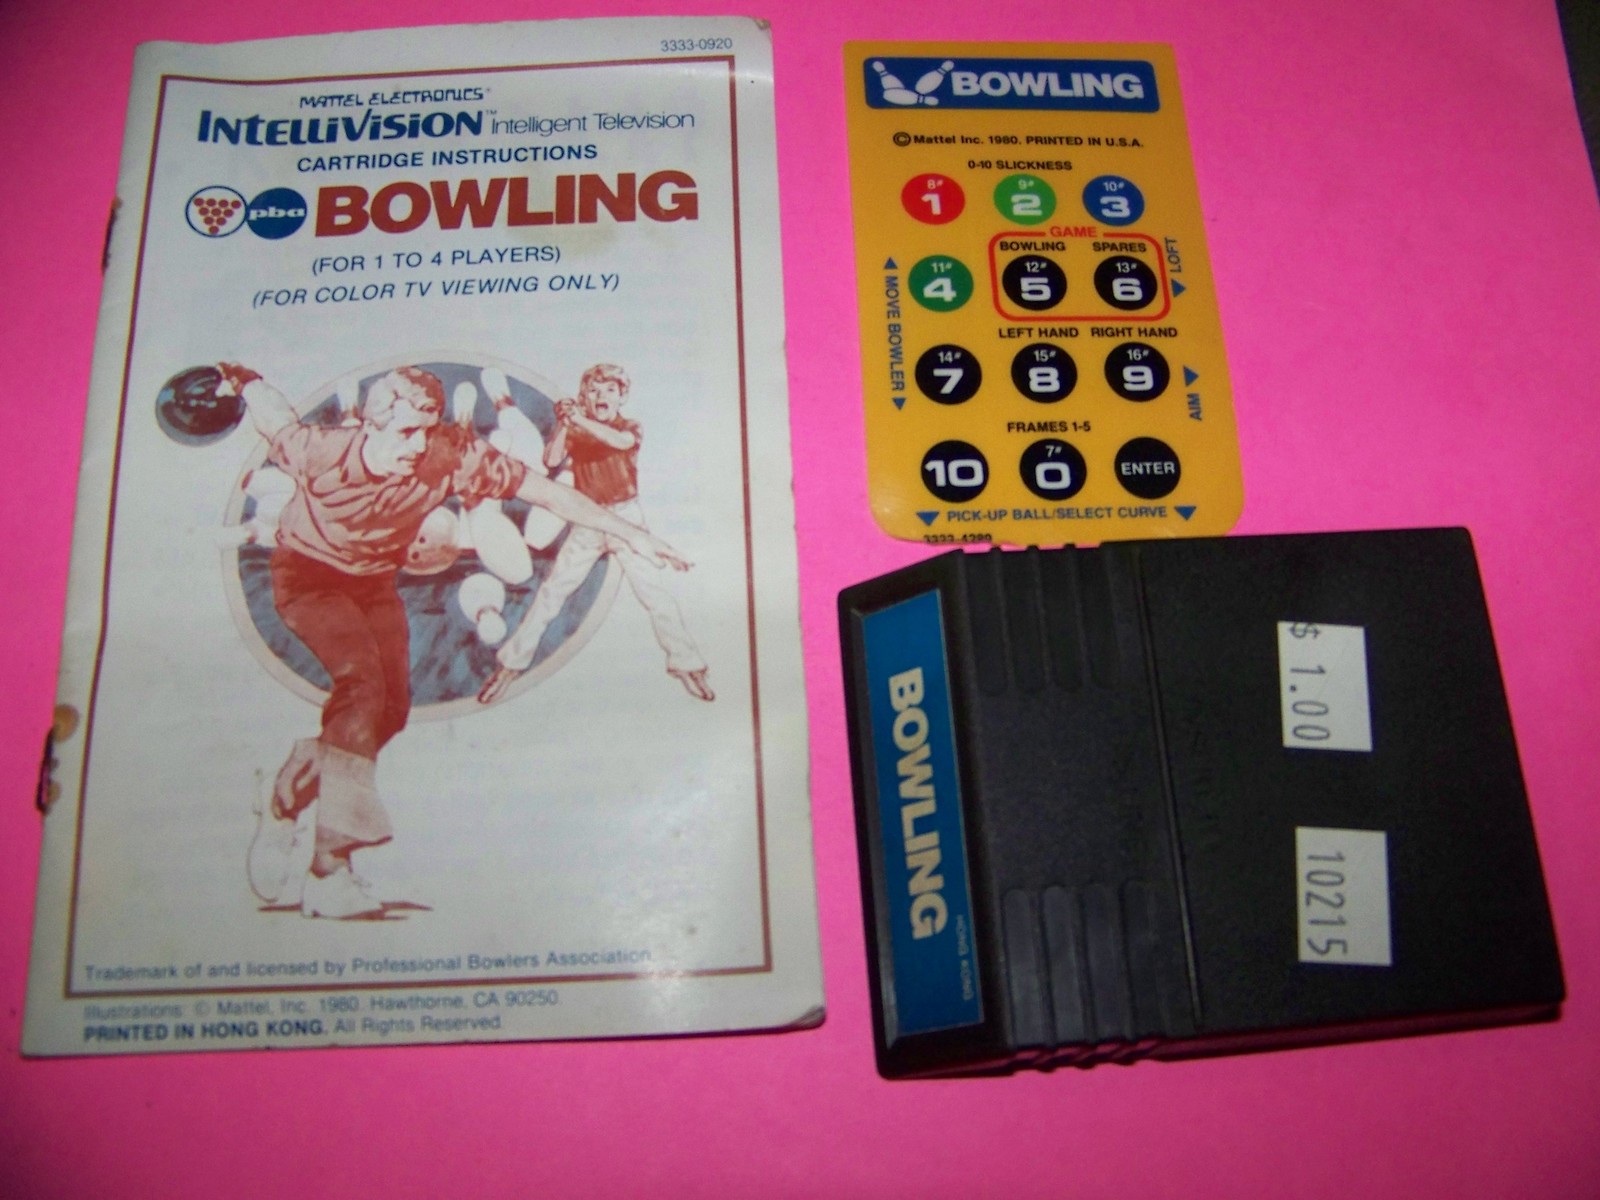 3333-0920
MATTEL ELECTRONICS®
INTELLIVISION™ Intelligent Television
CARTRIDGE INSTRUCTIONS
pba BOWLING
(FOR 1 TO 4 PLAYERS)
(FOR COLOR TV VIEWING ONLY)
Trademark of and licensed by Professional Bowlers Association.
Illustrations: © Mattel, Inc. 1980. Hawthorne, CA 90250.
PRINTED IN HONG KONG. All Rights Reserved.
BOWLING
© Mattel Inc. 1980. PRINTED IN U.S.A.
0-10 SLICKNESS
8# 9# 10#
1 2 3
GAME
BOWLING SPARES
11# 12# 13#
4 5 6
LEFT HAND RIGHT HAND
14# 15# 16#
7 8 9
FRAMES 1-5
7#
10 0 ENTER
PICK-UP BALL/SELECT CURVE
3333-4289
MOVE BOWLER
LOFT
AIM
BOWLING
HONG KONG
$ 1.00
10215